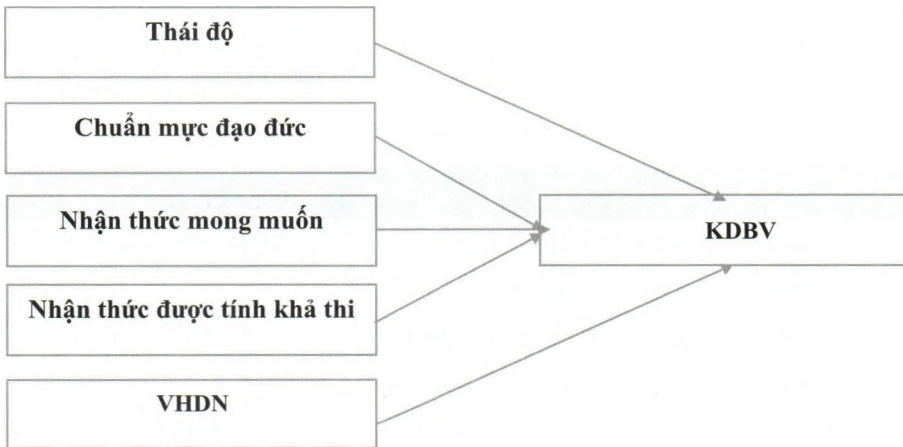 Thái độ
Chuẩn mực đạo đức
Nhận thức mong muốn
KDBV
Nhận thức được tính khả thi
VHDN